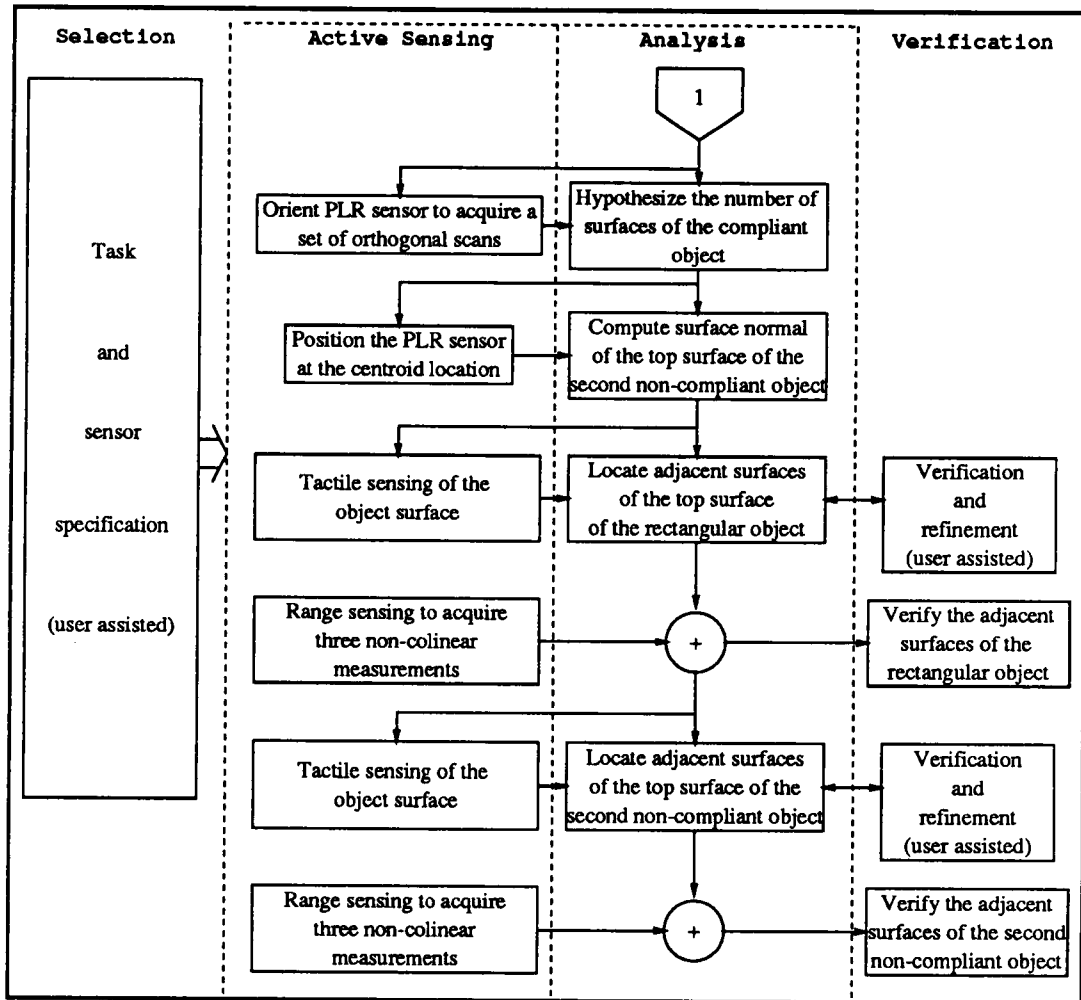 Selection
Active Sensing
Analysis
Verification
Task
and
sensor
specification
(user assisted)
1
Orient PLR sensor to acquire a
set of orthogonal scans
Hypothesize the number of
surfaces of the compliant
object
Position the PLR sensor
at the centroid location
Compute surface normal
of the top surface of the
second non-compliant object
Tactile sensing of the
object surface
Locate adjacent surfaces
of the top surface
of the rectangular object
Verification
and
refinement
(user assisted)
Range sensing to acquire
three non-colinear
measurements
+
Verify the adjacent
surfaces of the
rectangular object
Tactile sensing of the
object surface
Locate adjacent surfaces
of the top surface of the
second non-compliant object
Verification
and
refinement
(user assisted)
Range sensing to acquire
three non-colinear
measurements
+
Verify the adjacent
surfaces of the second
non-compliant object